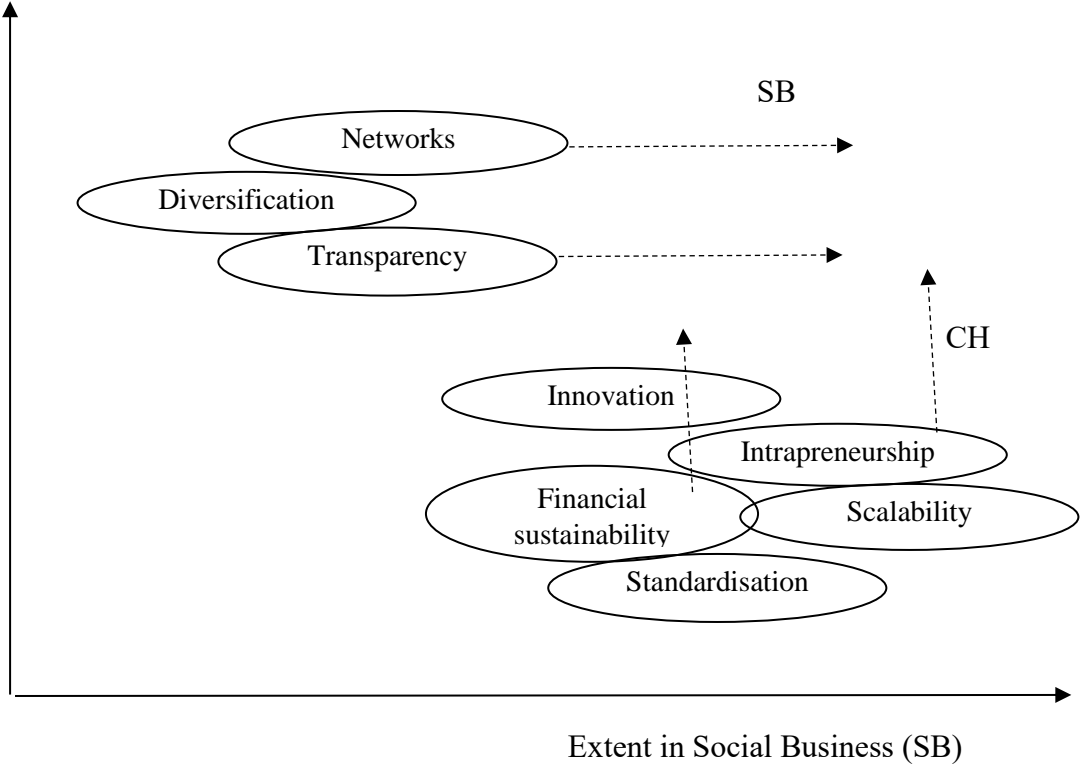 SB
Networks
Diversification
Transparency
CH
Innovation
Intrapreneurship
Financial
sustainability
Scalability
Standardisation
Extent in Social Business (SB)